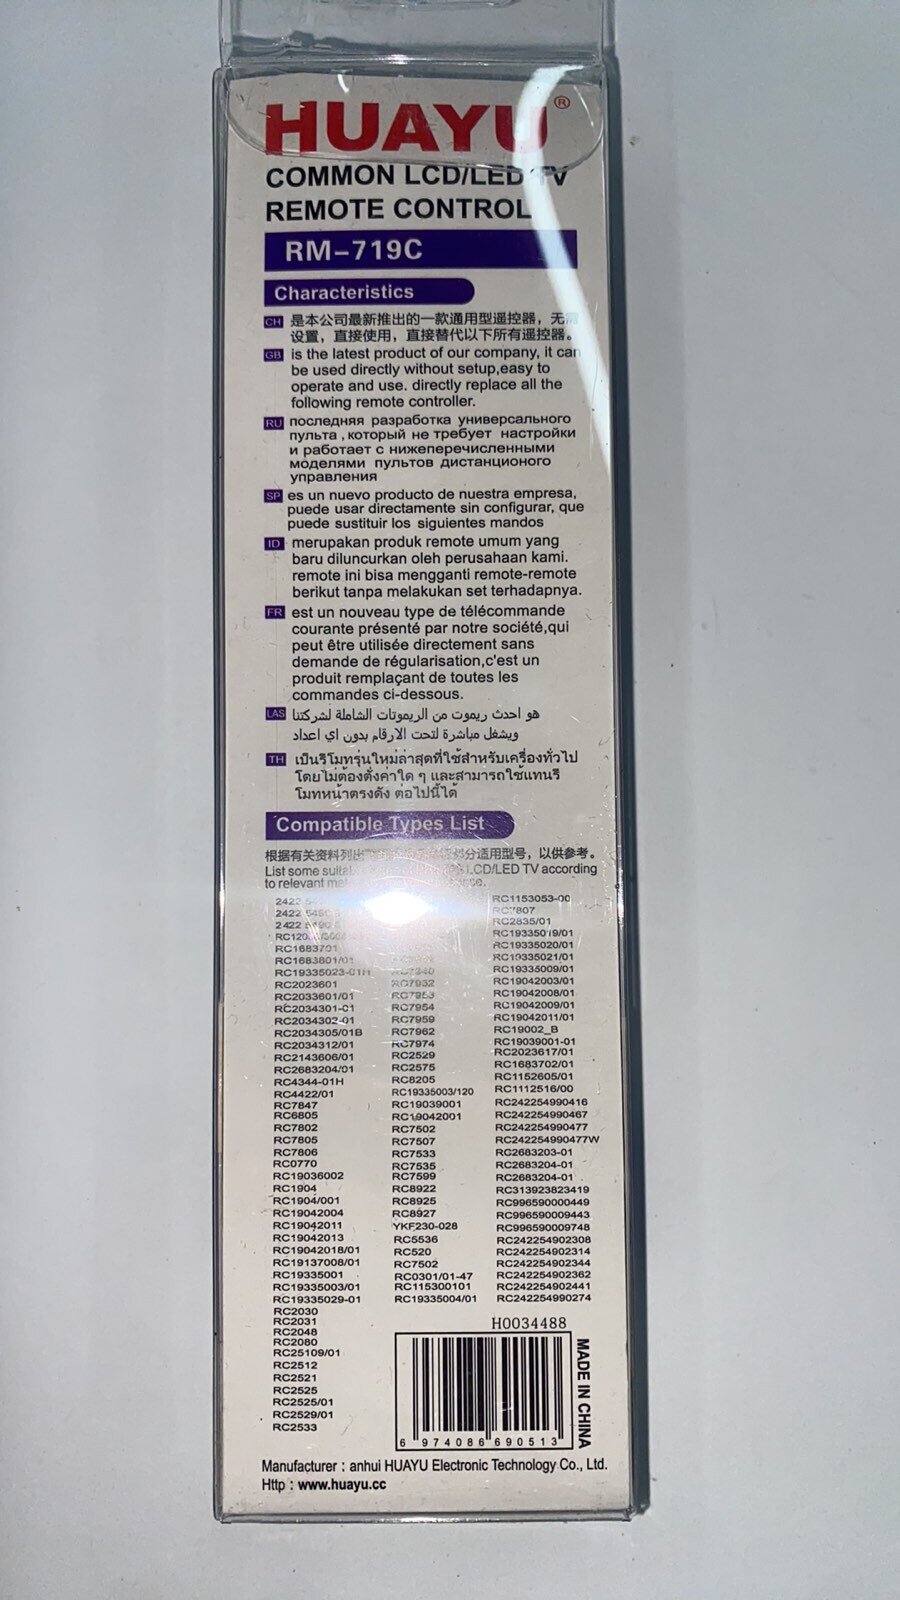 HUAYU®
COMMON LCD/LED TV
REMOTE CONTROL
RM-719C
Characteristics
CH 是本公司最新推出的一款通用型遥控器，无需
设置，直接使用，直接替代以下所有遥控器。
GB is the latest product of our company, it can
be used directly without setup,easy to
operate and use. directly replace all the
following remote controller.
RU последняя разработка универсального
пульта , который не требует настройки
и работает с нижеперечисленными
моделями пультов дистанционого
управления
SP es un nuevo producto de nuestra empresa,
puede usar directamente sin configurar, que
puede sustituir los siguientes mandos
ID merupakan produk remote umum yang
baru diluncurkan oleh perusahaan kami.
remote ini bisa mengganti remote-remote
berikut tanpa melakukan set terhadapnya.
FR est un nouveau type de télécommande
courante présenté par notre société,qui
peut être utilisée directement sans
demande de régularisation,c'est un
produit remplaçant de toutes les
commandes ci-dessous.
LAS هو احدث ريموت من الريموتات الشاملة لشركتنا
ويشغل مباشرة لتحت الارقام بدون اي اعداد
TH เป็นรีโมทรุ่นใหม่ล่าสุดที่ใช้สำหรับเครื่องทั่วไป
โดยไม่ต้องตั้งค่าใด ๆ และสามารถใช้แทนรี
โมทหน้าตรงดัง ต่อไปนี้ได้
Compatible Types List
根据有关资料列出 部分适用型号，以供参考。
List some LCD/LED TV according
to relevant
2422
2422
2422
RC1683701
RC1683801/01
RC19335023-01H
RC2023601
RC2033601/01
RC2034301-01
RC2034302-01
RC2034305/01B
RC2034312/01
RC2143606/01
RC2683204/01
RC4344-01H
RC4422/01
RC7847
RC6805
RC7802
RC7805
RC7806
RC0770
RC19036002
RC1904
RC1904/001
RC19042004
RC19042011
RC19042013
RC19042018/01
RC19137008/01
RC19335001
RC19335003/01
RC19335029-01
RC2030
RC2031
RC2048
RC2080
RC25109/01
RC2512
RC2521
RC2525
RC2525/01
RC2529/01
RC2533
RC7940
RC7952
RC7953
RC7954
RC7959
RC7962
RC7974
RC2529
RC2575
RC8205
RC19335003/120
RC19039001
RC19042001
RC7502
RC7507
RC7533
RC7535
RC7599
RC8922
RC8925
RC8927
YKF230-028
RC5536
RC520
RC7502
RC0301/01-47
RC115300101
RC19335004/01
RC1153053-00
RC7807
RC2835/01
RC19335019/01
RC19335020/01
RC19335021/01
RC19335009/01
RC19042003/01
RC19042008/01
RC19042009/01
RC19042011/01
RC19002_B
RC19039001-01
RC2023617/01
RC1683702/01
RC1152605/01
RC1112516/00
RC242254990416
RC242254990467
RC242254990477
RC242254990477W
RC2683203-01
RC2683204-01
RC2683204-01
RC313923823419
RC996590000449
RC996590009443
RC996590009748
RC242254902308
RC242254902314
RC242254902344
RC242254902362
RC242254902441
RC242254990274
H0034488
6 974086 690513
MADE IN CHINA
Manufacturer : anhui HUAYU Electronic Technology Co., Ltd.
Http : www.huayu.cc